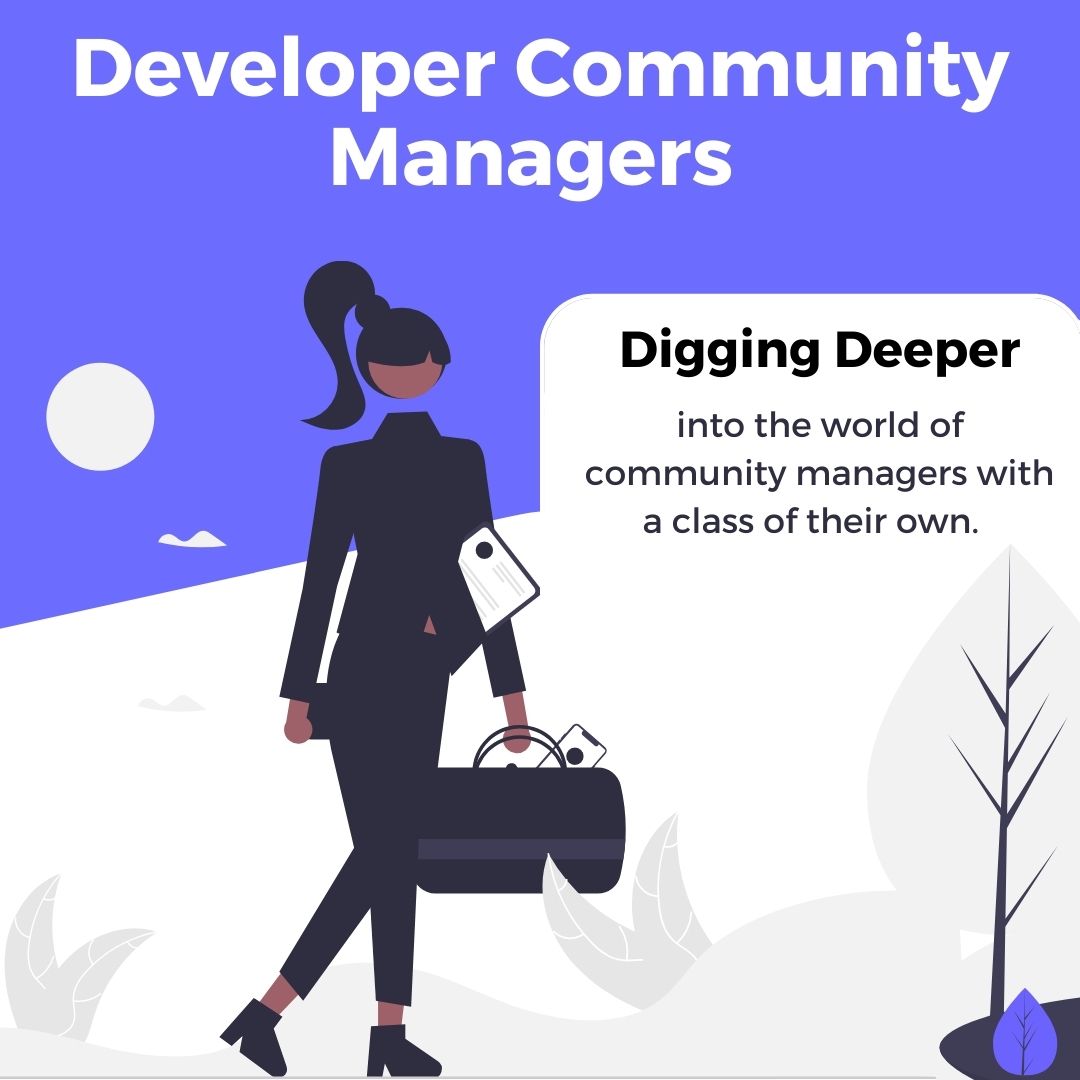 Developer Community
Managers
Digging Deeper
into the world of
community managers with
a class of their own.